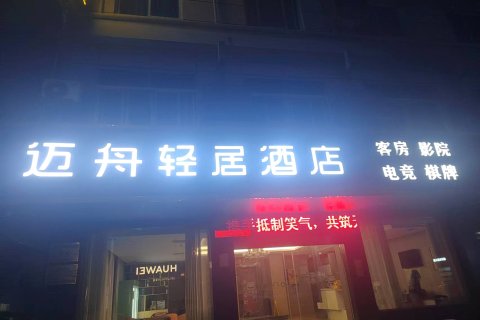 迈舟轻居酒店
客房 影院
电竞 棋牌
抵制笑气，共筑
HUAWEI